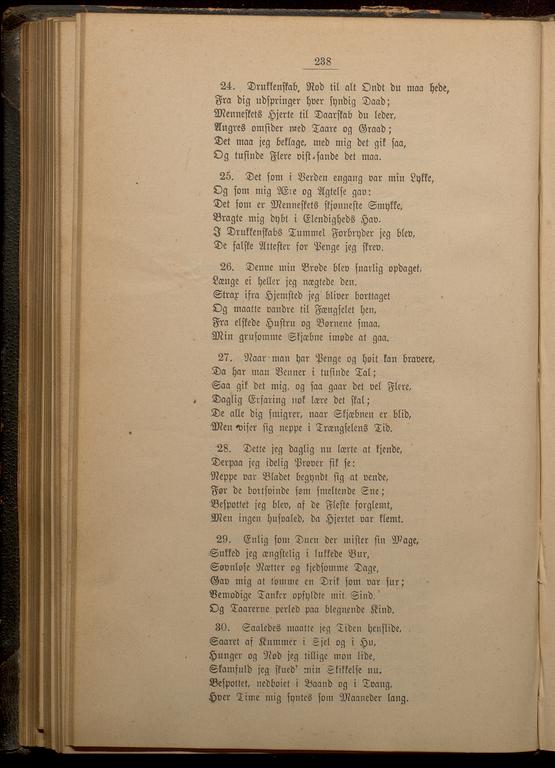 238
24. Drukkenskab, Rod til alt Ondt du maa hede,
Fra dig udspringer hver syndig Daad;
Menneskets Hjerte til Daarskab du leder,
Angres omsider med Taare og Graad;
Det maa jeg beklage, med mig det gik saa,
Og tusinde Flere vist sande det maa.
25. Det som i Verden engang var min Lykke,
Og som mig Ære og Agtelse gav:
Det som er Menneskets skjønneste Smykke,
Bragte mig dybt i Elendigheds Hav.
I Drukkenskabs Tummel Forbryder jeg blev,
De falske Attester for Penge jeg skrev.
26. Denne min Brøde blev snarlig opdaget,
Længe ei heller jeg nægtede den.
Strax ifra Hjemsted jeg bliver borttaget
Og maatte vandre til Fængselet hen,
Fra elskede Hustru og Børnene smaa,
Min grusomme Skjæbne imøde at gaa.
27. Naar man har Penge og høit kan bravere,
Da har man Venner i tusinde Tal;
Saa gik det mig, og saa gaar det vel Flere,
Daglig Erfaring nok lære det skal;
De alle dig smigrer, naar Skjæbnen er blid,
Men viser sig neppe i Trængselens Tid.
28. Dette jeg daglig nu lærte at kjende,
Derpaa jeg idelig Prøver fik se:
Neppe var Bladet begyndt sig at vende,
Før de bortsvinde som smeltende Sne;
Bespottet jeg blev, af de Fleste forglemt,
Men ingen husvaled, da Hjertet var klemt.
29. Enlig som Duen der mister sin Mage,
Sukked jeg ængstelig i lukkede Bur,
Søvnløse Nætter og kjedsomme Dage,
Gav mig at tømme en Drik som var sur;
Vemodige Tanker opfyldte mit Sind.
Og Taarerne perled paa blegnende Kind.
30. Saaledes maatte jeg Tiden henslide,
Saaret af Kummer i Sjel og i Hu,
Hunger og Nød jeg tillige mon lide,
Skamfuld jeg skued' min Skikkelse nu.
Bespottet, nedbøiet i Baand og i Tvang,
Hver Time mig syntes som Maaneder lang.